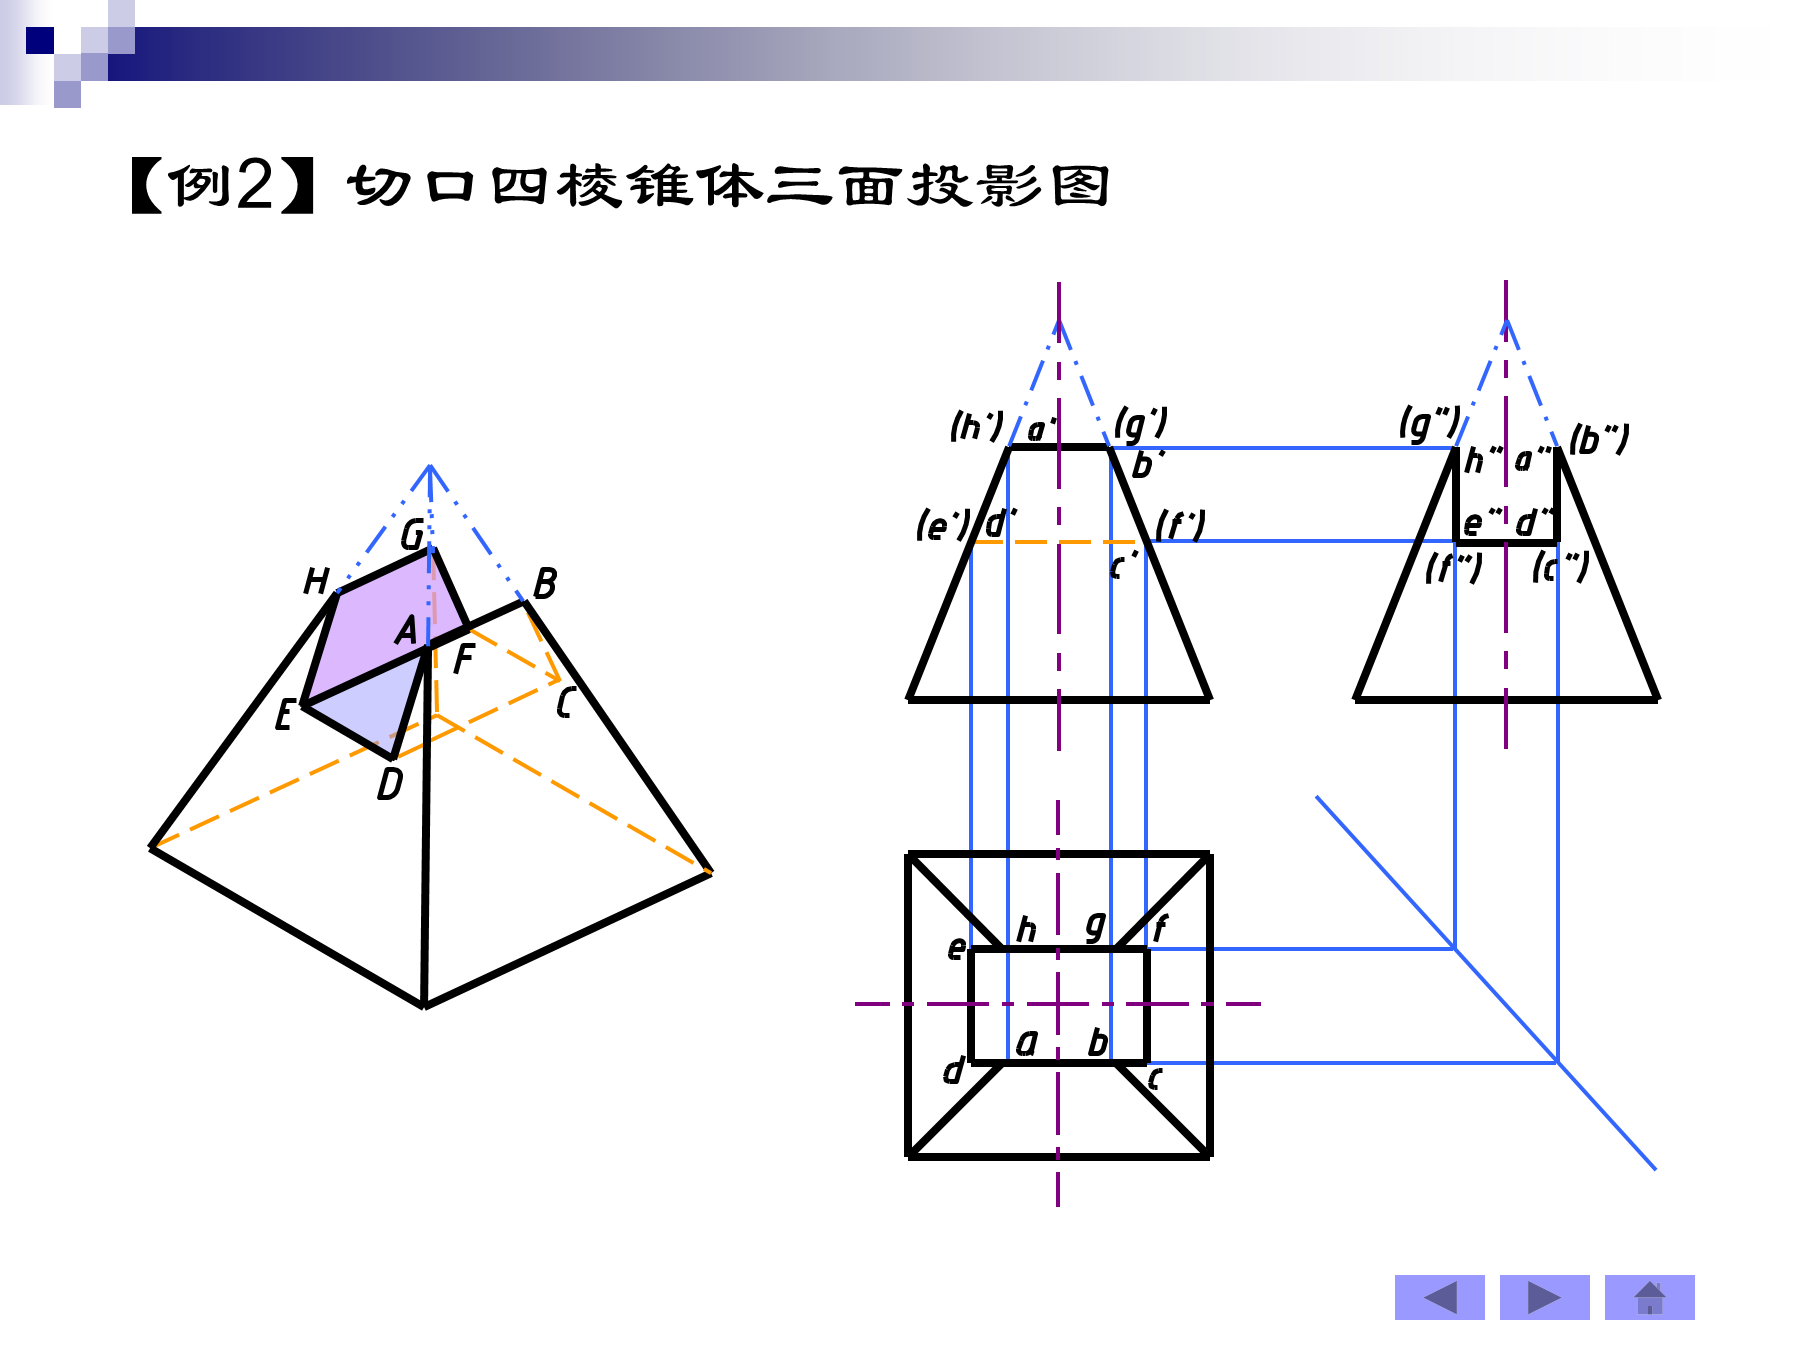 【例2】切口四棱锥体三面投影图
(h') a' (g')
b'
(e') d' (f')
c'
(g'') (b'')
h'' a''
e'' d''
(f'') (c'')
G
H B
A
F
E C
D
h g f
e
a b
d c